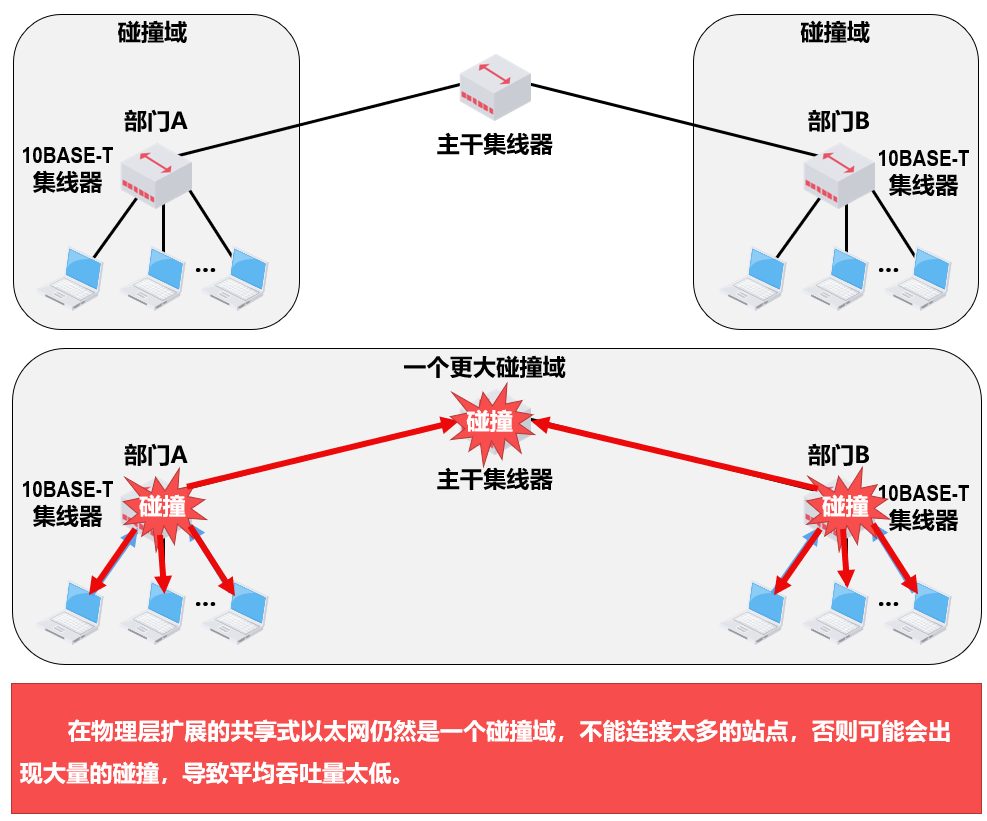 碰撞域
碰撞域
部门A
10BASE-T
集线器
主干集线器
部门B
10BASE-T
集线器
...
...
一个更大碰撞域
碰撞
部门A
10BASE-T
集线器
碰撞
主干集线器
部门B
10BASE-T
集线器
碰撞
...
...
在物理层扩展的共享式以太网仍然是一个碰撞域，不能连接太多的站点，否则可能会出
现大量的碰撞，导致平均吞吐量太低。